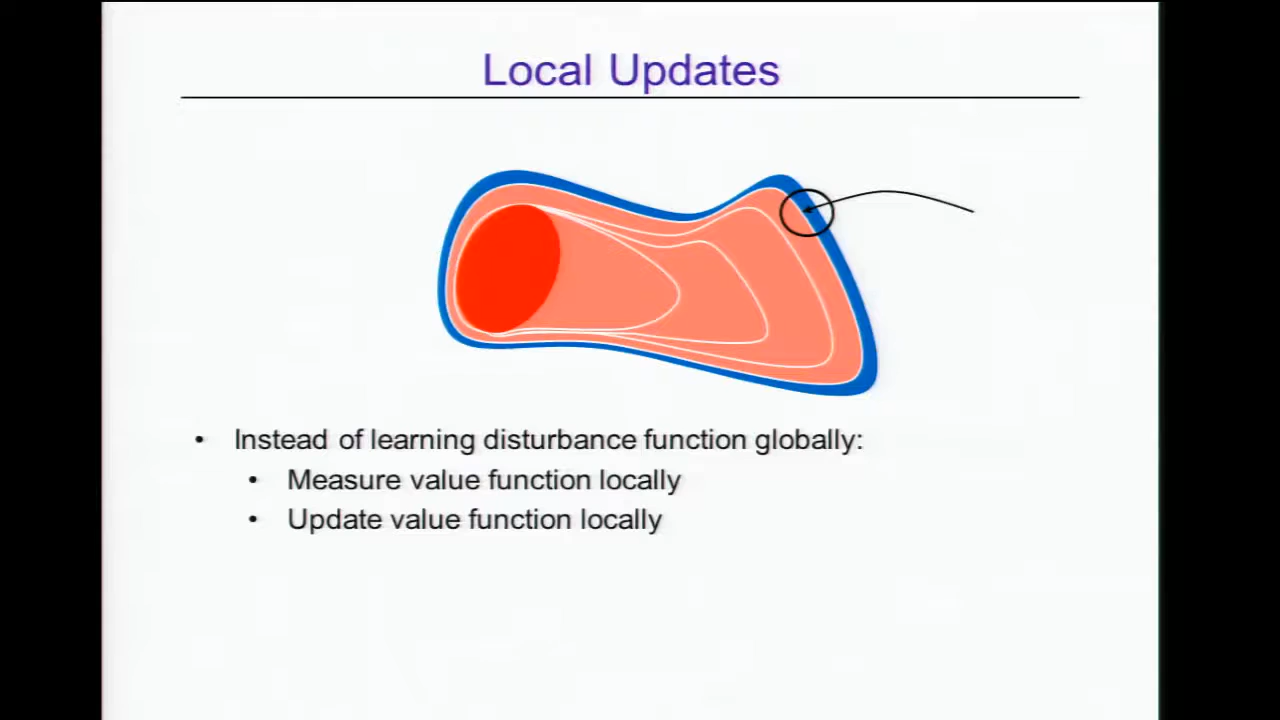 Local Updates
• Instead of learning disturbance function globally:
• Measure value function locally
• Update value function locally